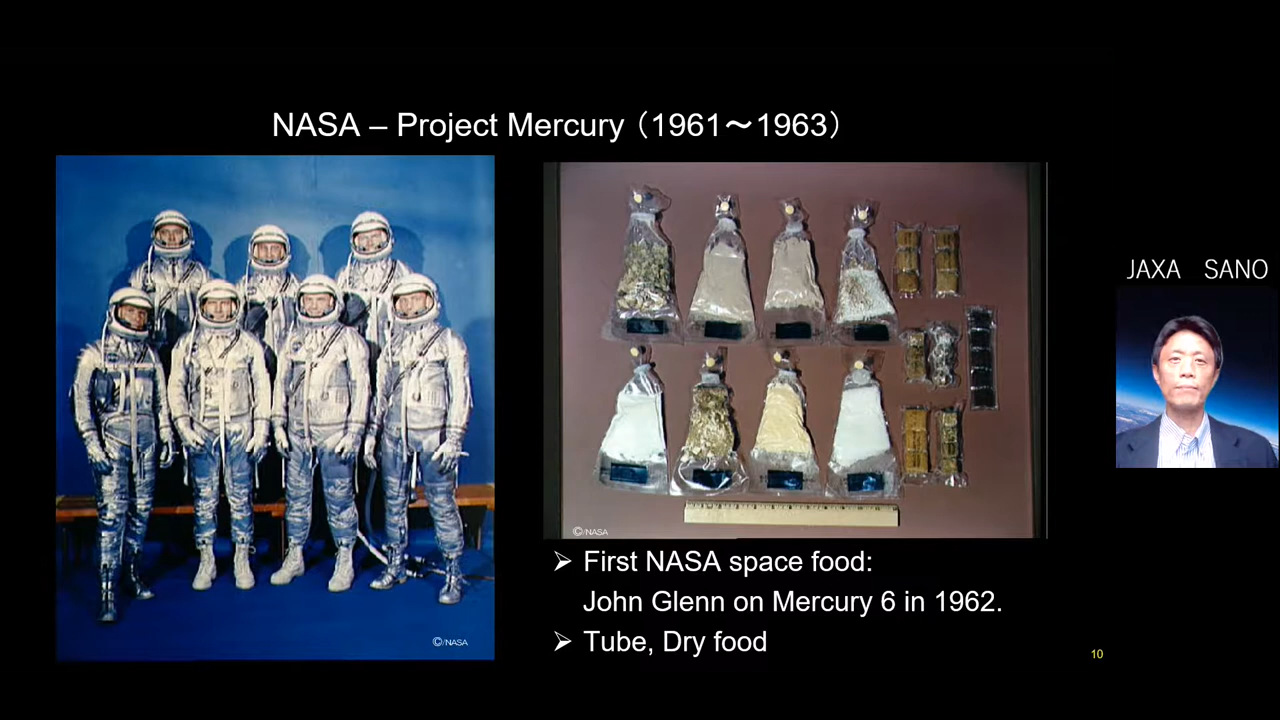 NASA – Project Mercury（1961～1963）
JAXA SANO
©/NASA
©/NASA
➢ First NASA space food:
John Glenn on Mercury 6 in 1962.
➢ Tube, Dry food
10